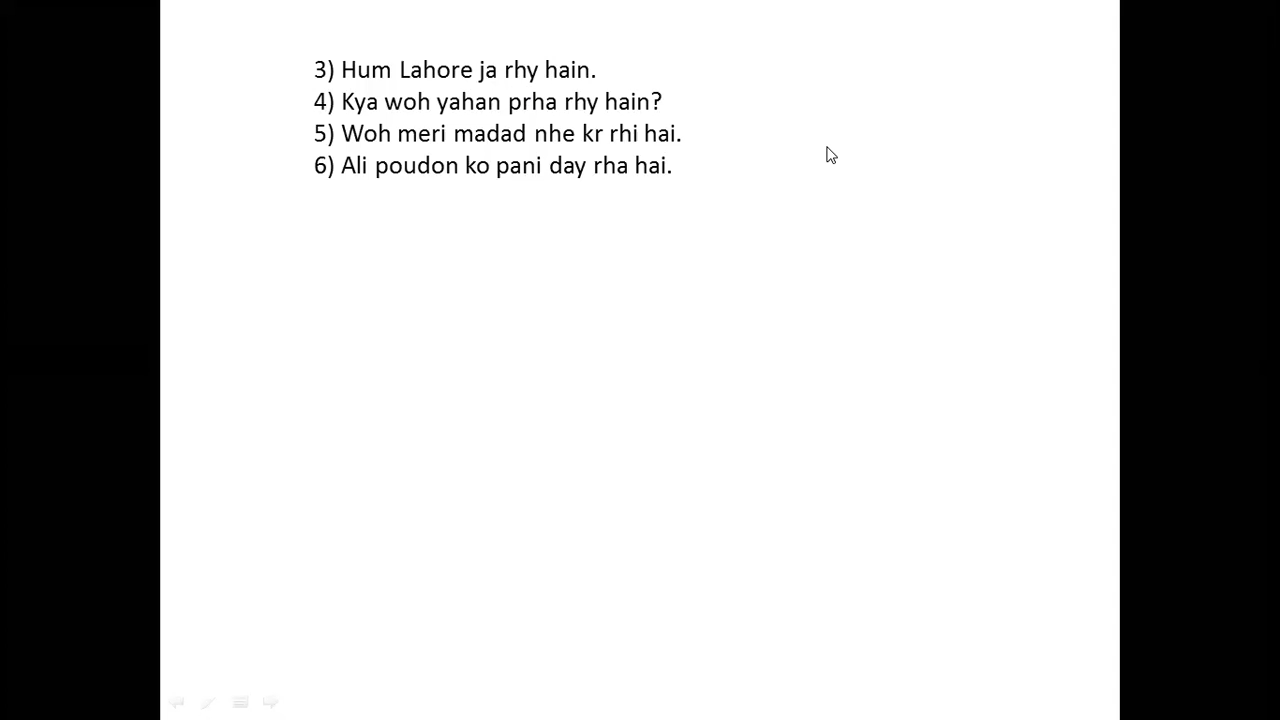 3) Hum Lahore ja rhy hain.
4) Kya woh yahan prha rhy hain?
5) Woh meri madad nhe kr rhi hai.
6) Ali poudon ko pani day rha hai.